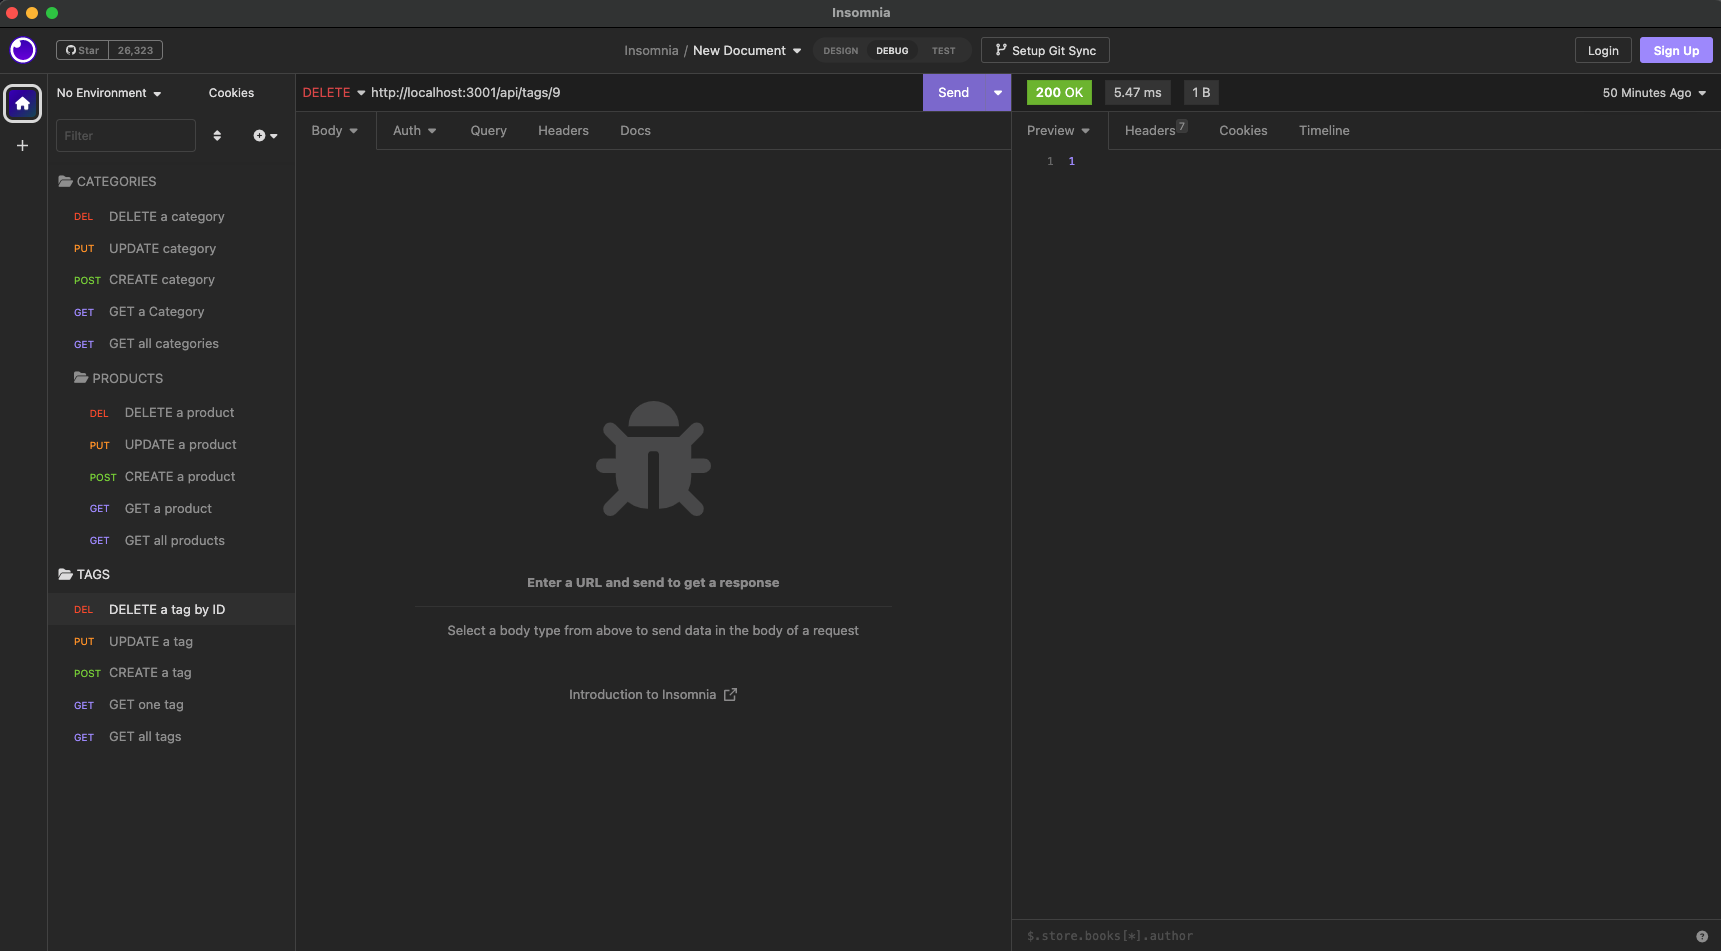 Insomnia
Star 26,323
Insomnia / New Document
DESIGN DEBUG TEST
Setup Git Sync
Login
Sign Up
No Environment
Cookies
Filter
CATEGORIES
DEL DELETE a category
PUT UPDATE category
POST CREATE category
GET GET a Category
GET GET all categories
PRODUCTS
DEL DELETE a product
PUT UPDATE a product
POST CREATE a product
GET GET a product
GET GET all products
TAGS
DEL DELETE a tag by ID
PUT UPDATE a tag
POST CREATE a tag
GET GET one tag
GET GET all tags
DELETE http://localhost:3001/api/tags/9
Send
Body Auth Query Headers Docs
Enter a URL and send to get a response
Select a body type from above to send data in the body of a request
Introduction to Insomnia
200 OK 5.47 ms 1 B
50 Minutes Ago
Preview Headers 7 Cookies Timeline
1 1
$.store.books[*].author
?